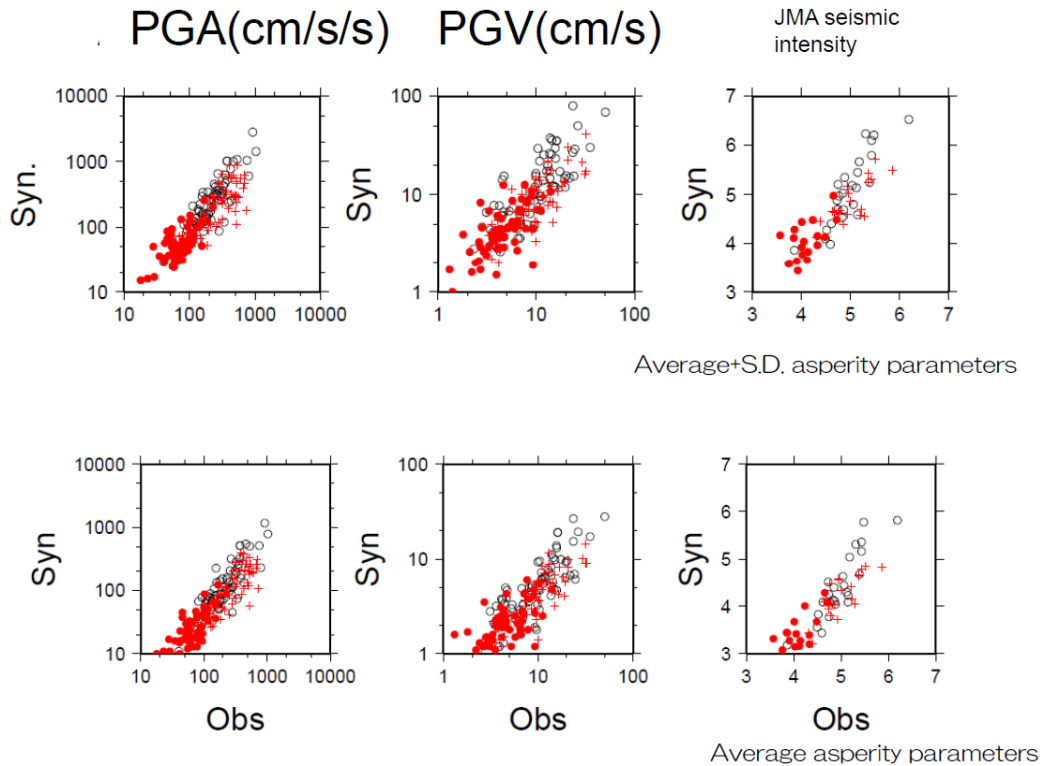 PGA(cm/s/s) PGV(cm/s) JMA seismic
intensity
10000 100 7
1000 6
Syn. Syn Syn
10 5
100 4
10 1 3
10 100 1000 10000 1 10 100 3 4 5 6 7
Average+S.D. asperity parameters
10000 100 7
1000 6
Syn Syn Syn
10 5
100 4
10 1 3
10 100 1000 10000 1 10 100 3 4 5 6 7
Obs Obs Obs
Average asperity parameters